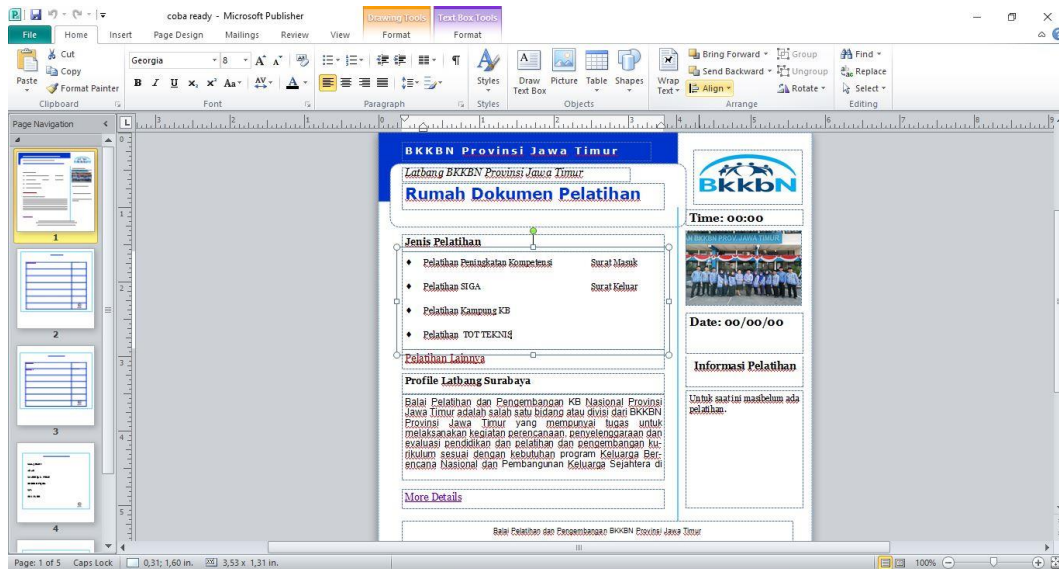 coba ready - Microsoft Publisher
Drawing Tools
Text Box Tools
File
Home
Insert
Page Design
Mailings
Review
View
Format
Format
Paste
Cut
Copy
Format Painter
Clipboard
Georgia
8
Font
Paragraph
Styles
Styles
Draw Text Box
Picture
Table
Shapes
Objects
Wrap Text
Bring Forward
Send Backward
Align
Group
Ungroup
Rotate
Arrange
Find
Replace
Select
Editing
Page Navigation
1
2
3
4
BKKBN Provinsi Jawa Timur
Latbang BKKBN Provinsi Jawa Timur
Rumah Dokumen Pelatihan
Jenis Pelatihan
Pelatihan Peningkatan Kompetensi Surat Masuk
Pelatihan SIGA Surat Keluar
Pelatihan Kampung KB
Pelatihan TOT TEKNIS
Pelatihan Lainnya
Profile Latbang Surabaya
Balai Pelatihan dan Pengembangan KB Nasional Provinsi
Jawa Timur adalah salah satu bidang atau divisi dari BKKBN
Provinsi Jawa Timur yang mempunyai tugas untuk
melaksanakan kegiatan perencanaan, penyelenggaraan dan
evaluasi pendidikan dan pelatihan dan pengembangan ku-
rikulum sesuai dengan kebutuhan program Keluarga Ber-
encana Nasional dan Pembangunan Keluarga Sejahtera di
More Details
Balai Pelatihan dan Pengembangan BKKBN Provinsi Jawa Timur
BKKbN
Time: 00:00
BKKBN PROV. JAWA TIMUR
Date: 00/00/00
Informasi Pelatihan
Untuk saat ini masibelum ada
pelatihan.
Page: 1 of 5
Caps Lock
0,31; 1,60 in.
3,53 x 1,31 in.
100%